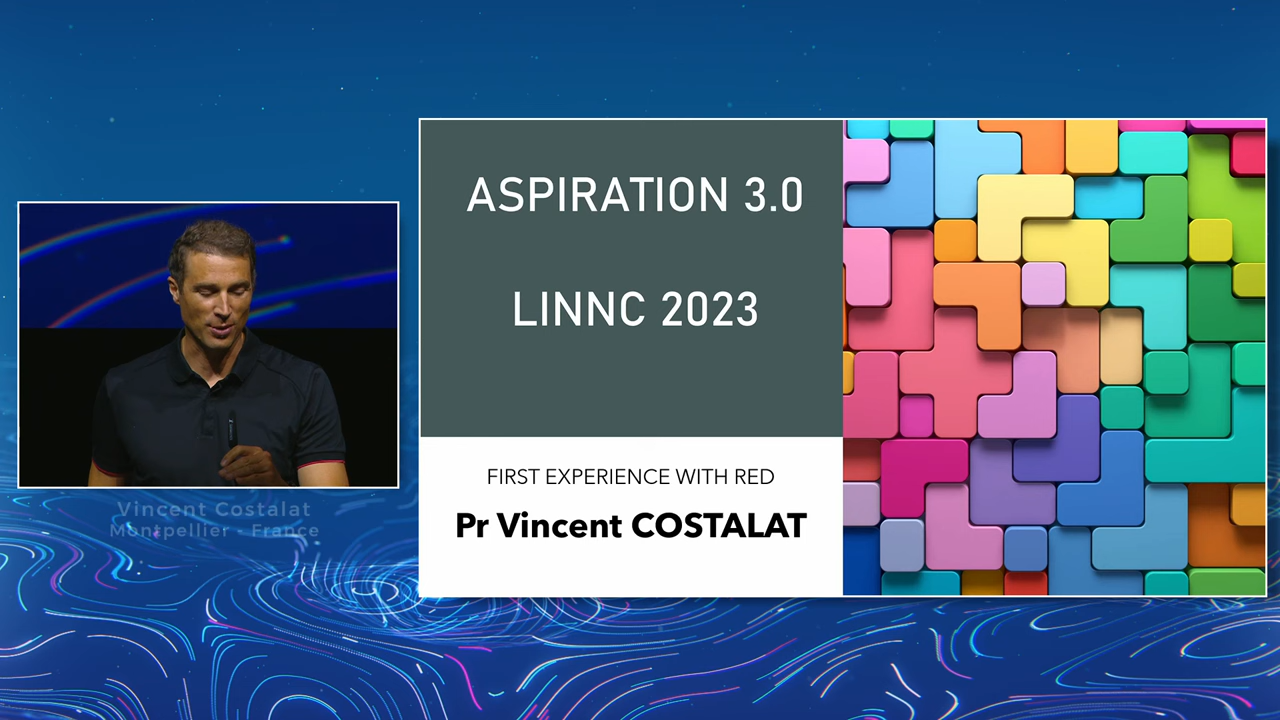 ASPIRATION 3.0
LINNC 2023
FIRST EXPERIENCE WITH RED
Pr Vincent COSTALAT
Vincent Costalat
Montpellier - France